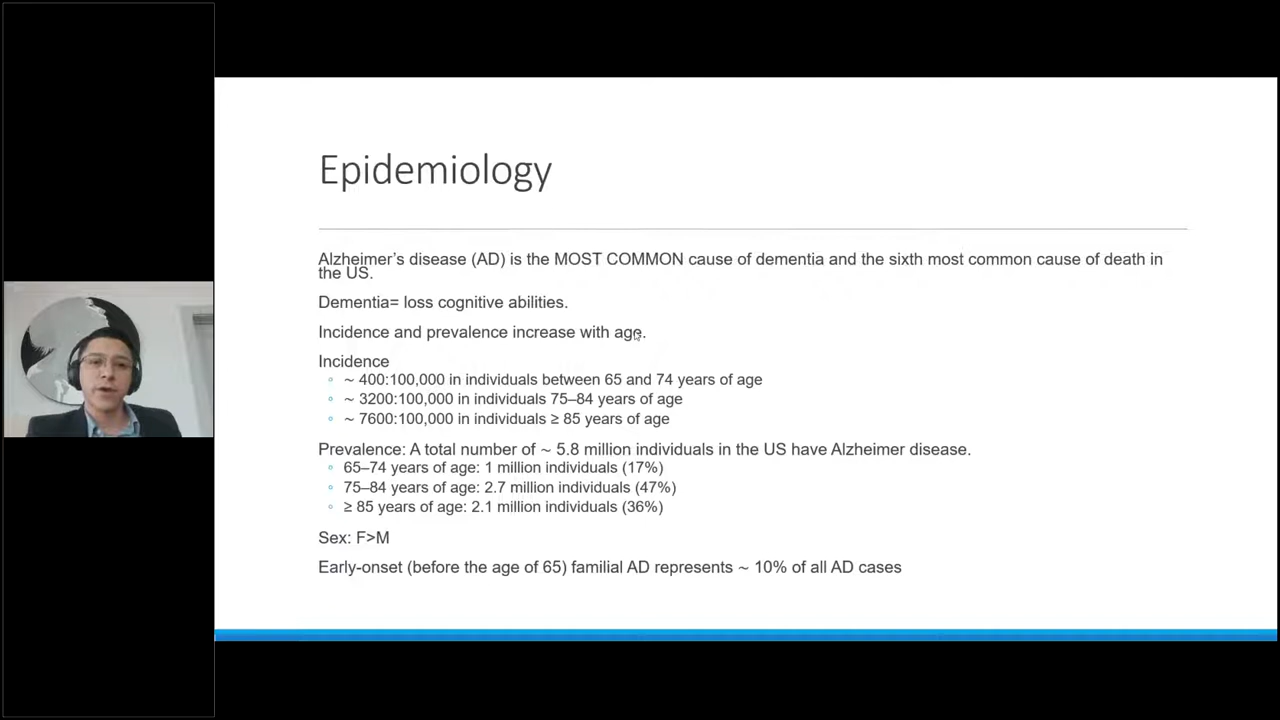 Epidemiology
Alzheimer’s disease (AD) is the MOST COMMON cause of dementia and the sixth most common cause of death in
the US.
Dementia= loss cognitive abilities.
Incidence and prevalence increase with age.
Incidence
◦ ~ 400:100,000 in individuals between 65 and 74 years of age
◦ ~ 3200:100,000 in individuals 75–84 years of age
◦ ~ 7600:100,000 in individuals ≥ 85 years of age
Prevalence: A total number of ~ 5.8 million individuals in the US have Alzheimer disease.
◦ 65–74 years of age: 1 million individuals (17%)
◦ 75–84 years of age: 2.7 million individuals (47%)
◦ ≥ 85 years of age: 2.1 million individuals (36%)
Sex: F>M
Early-onset (before the age of 65) familial AD represents ~ 10% of all AD cases